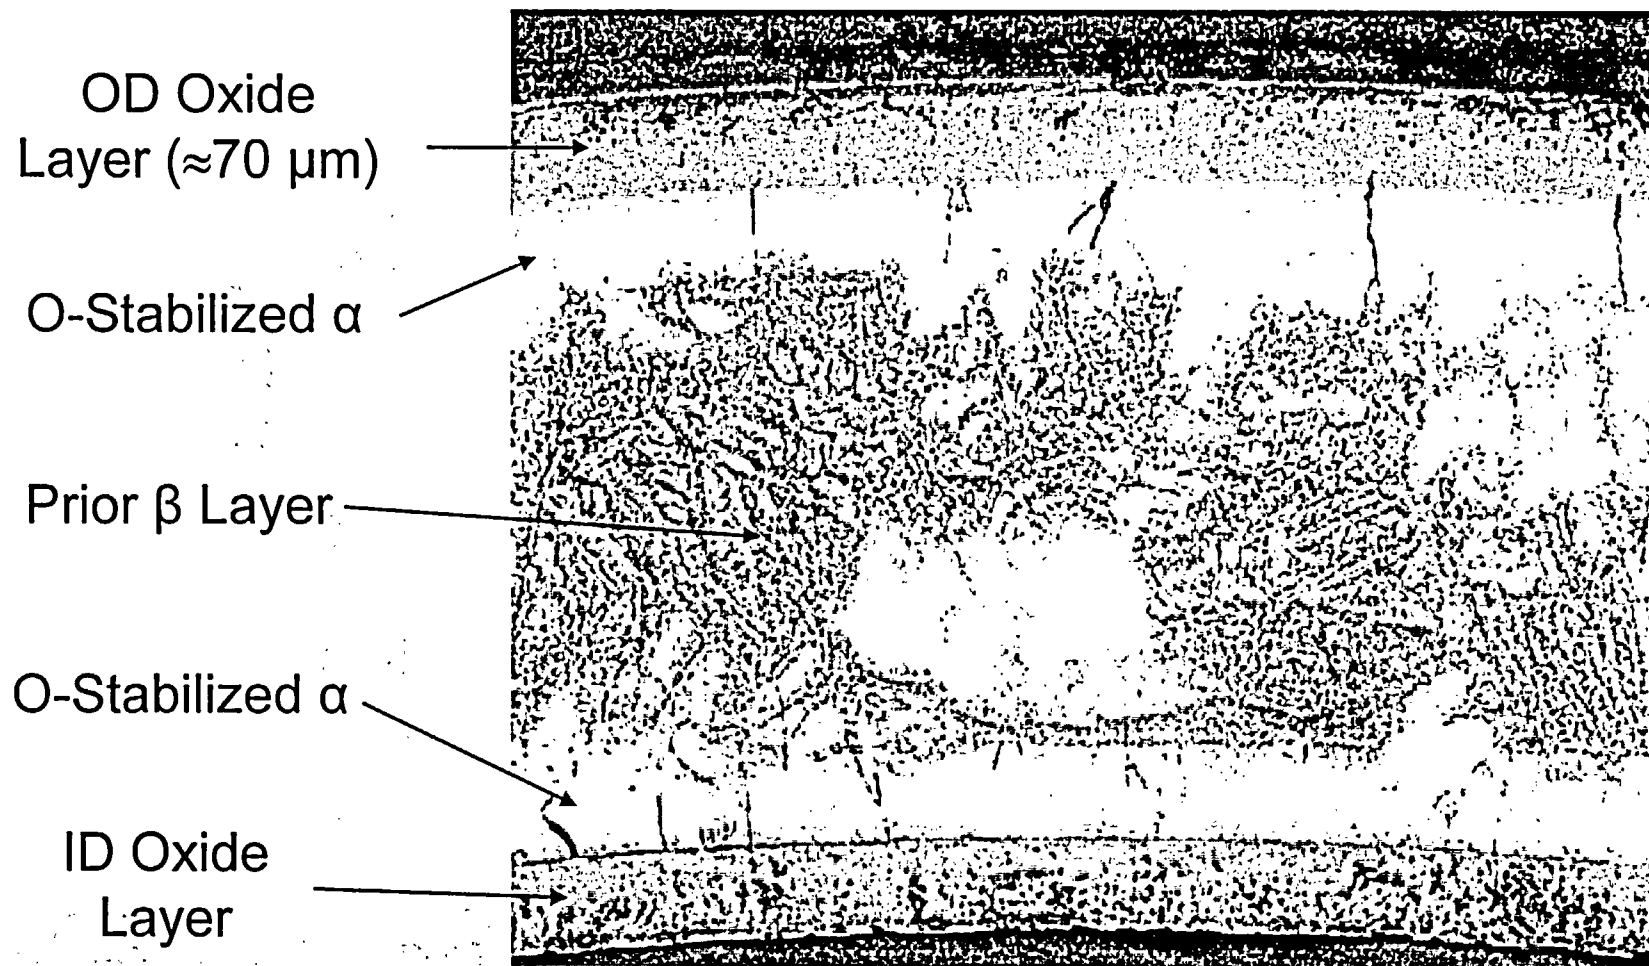 OD Oxide
Layer (≈70 μm)
O-Stabilized α
Prior β Layer
O-Stabilized α
ID Oxide
Layer